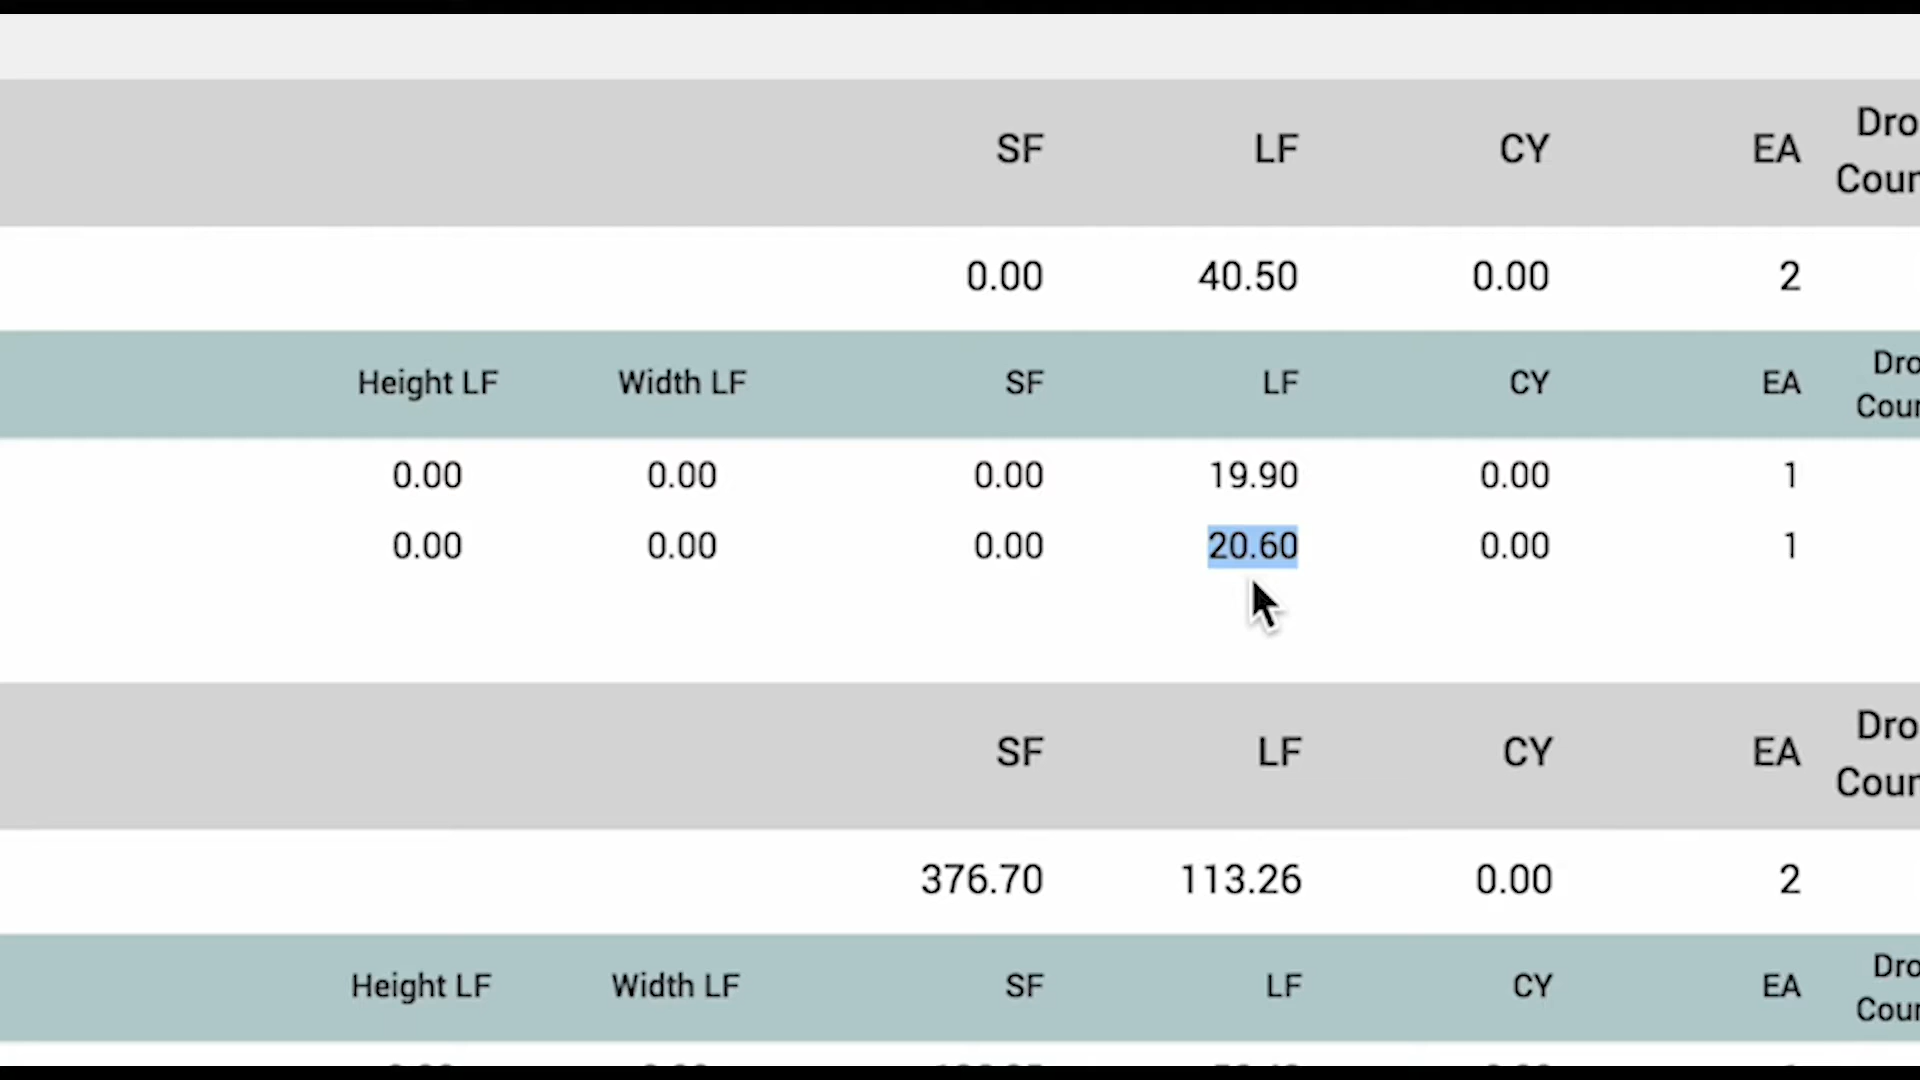 SF LF CY EA Dro
Cour
0.00 40.50 0.00 2
Height LF Width LF SF LF CY EA Dro
Cour
0.00 0.00 0.00 19.90 0.00 1
0.00 0.00 0.00 20.60 0.00 1
SF LF CY EA Dro
Cour
376.70 113.26 0.00 2
Height LF Width LF SF LF CY EA Dro
Cour